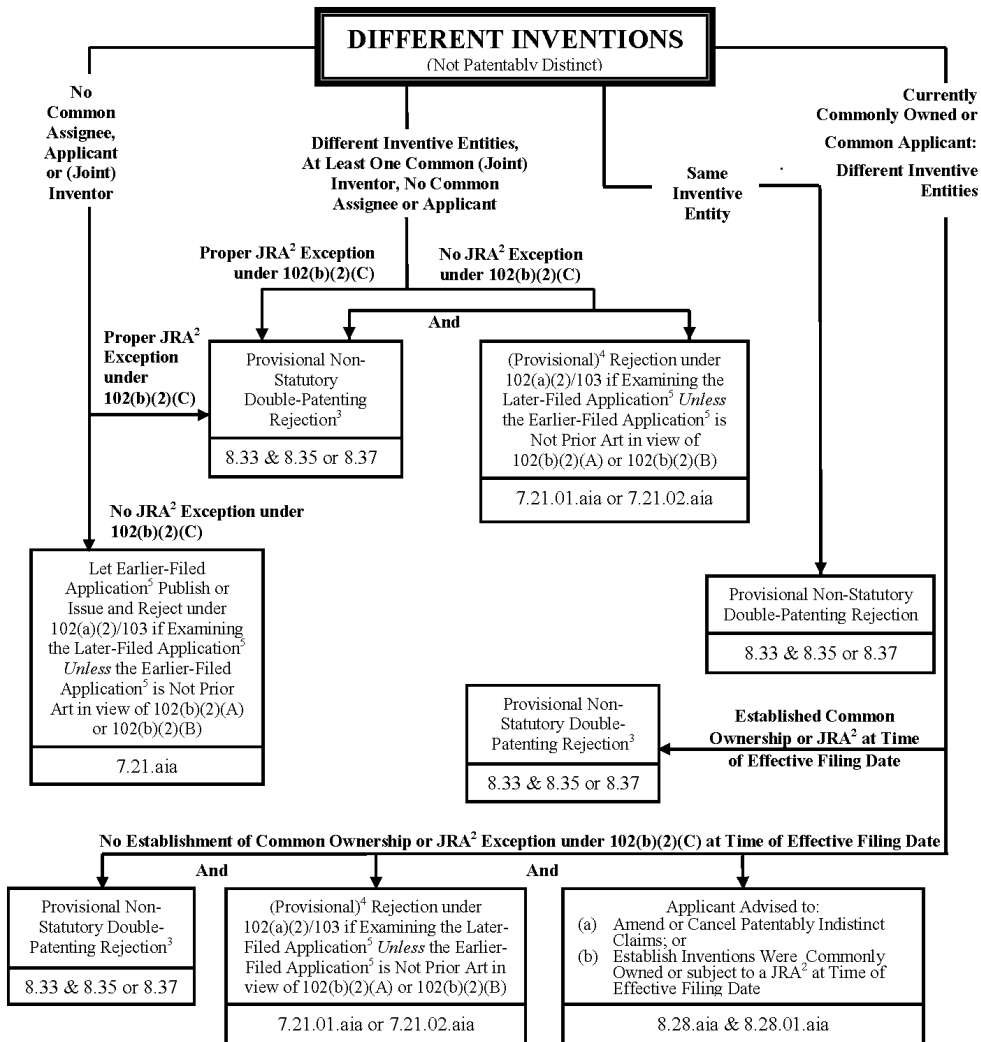 DIFFERENT INVENTIONS
(Not Patentably Distinct)
No
Common
Assignee,
Applicant
or (Joint)
Inventor
Different Inventive Entities,
At Least One Common (Joint)
Inventor, No Common
Assignee or Applicant
Same
Inventive
Entity
Currently
Commonly Owned or
Common Applicant:
Different Inventive
Entities
Proper JRA² Exception
under 102(b)(2)(C)
No JRA² Exception
under 102(b)(2)(C)
And
Proper JRA²
Exception
under
102(b)(2)(C)
Provisional Non-
Statutory
Double-Patenting
Rejection³
8.33 & 8.35 or 8.37
(Provisional)⁴ Rejection under
102(a)(2)/103 if Examining the
Later-Filed Application⁵ Unless
the Earlier-Filed Application⁵ is
Not Prior Art in view of
102(b)(2)(A) or 102(b)(2)(B)
7.21.01.aia or 7.21.02.aia
No JRA² Exception under
102(b)(2)(C)
Let Earlier-Filed
Application⁵ Publish or
Issue and Reject under
102(a)(2)/103 if Examining
the Later-Filed Application⁵
Unless the Earlier-Filed
Application⁵ is Not Prior
Art in view of 102(b)(2)(A)
or 102(b)(2)(B)
7.21.aia
Provisional Non-Statutory
Double-Patenting Rejection
8.33 & 8.35 or 8.37
Provisional Non-
Statutory Double-
Patenting Rejection³
8.33 & 8.35 or 8.37
Established Common
Ownership or JRA² at Time
of Effective Filing Date
No Establishment of Common Ownership or JRA² Exception under 102(b)(2)(C) at Time of Effective Filing Date
And
And
Provisional Non-
Statutory Double-
Patenting Rejection³
8.33 & 8.35 or 8.37
(Provisional)⁴ Rejection under
102(a)(2)/103 if Examining the Later-
Filed Application⁵ Unless the Earlier-
Filed Application⁵ is Not Prior Art in
view of 102(b)(2)(A) or 102(b)(2)(B)
7.21.01.aia or 7.21.02.aia
Applicant Advised to:
(a) Amend or Cancel Patentably Indistinct
Claims; or
(b) Establish Inventions Were Commonly
Owned or subject to a JRA² at Time of
Effective Filing Date
8.28.aia & 8.28.01.aia